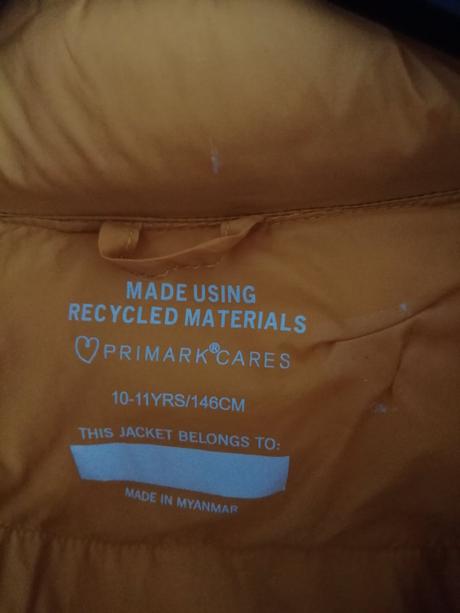 MADE USING
RECYCLED MATERIALS
PRIMARK®CARES
10-11YRS/146CM
THIS JACKET BELONGS TO:
MADE IN MYANMAR